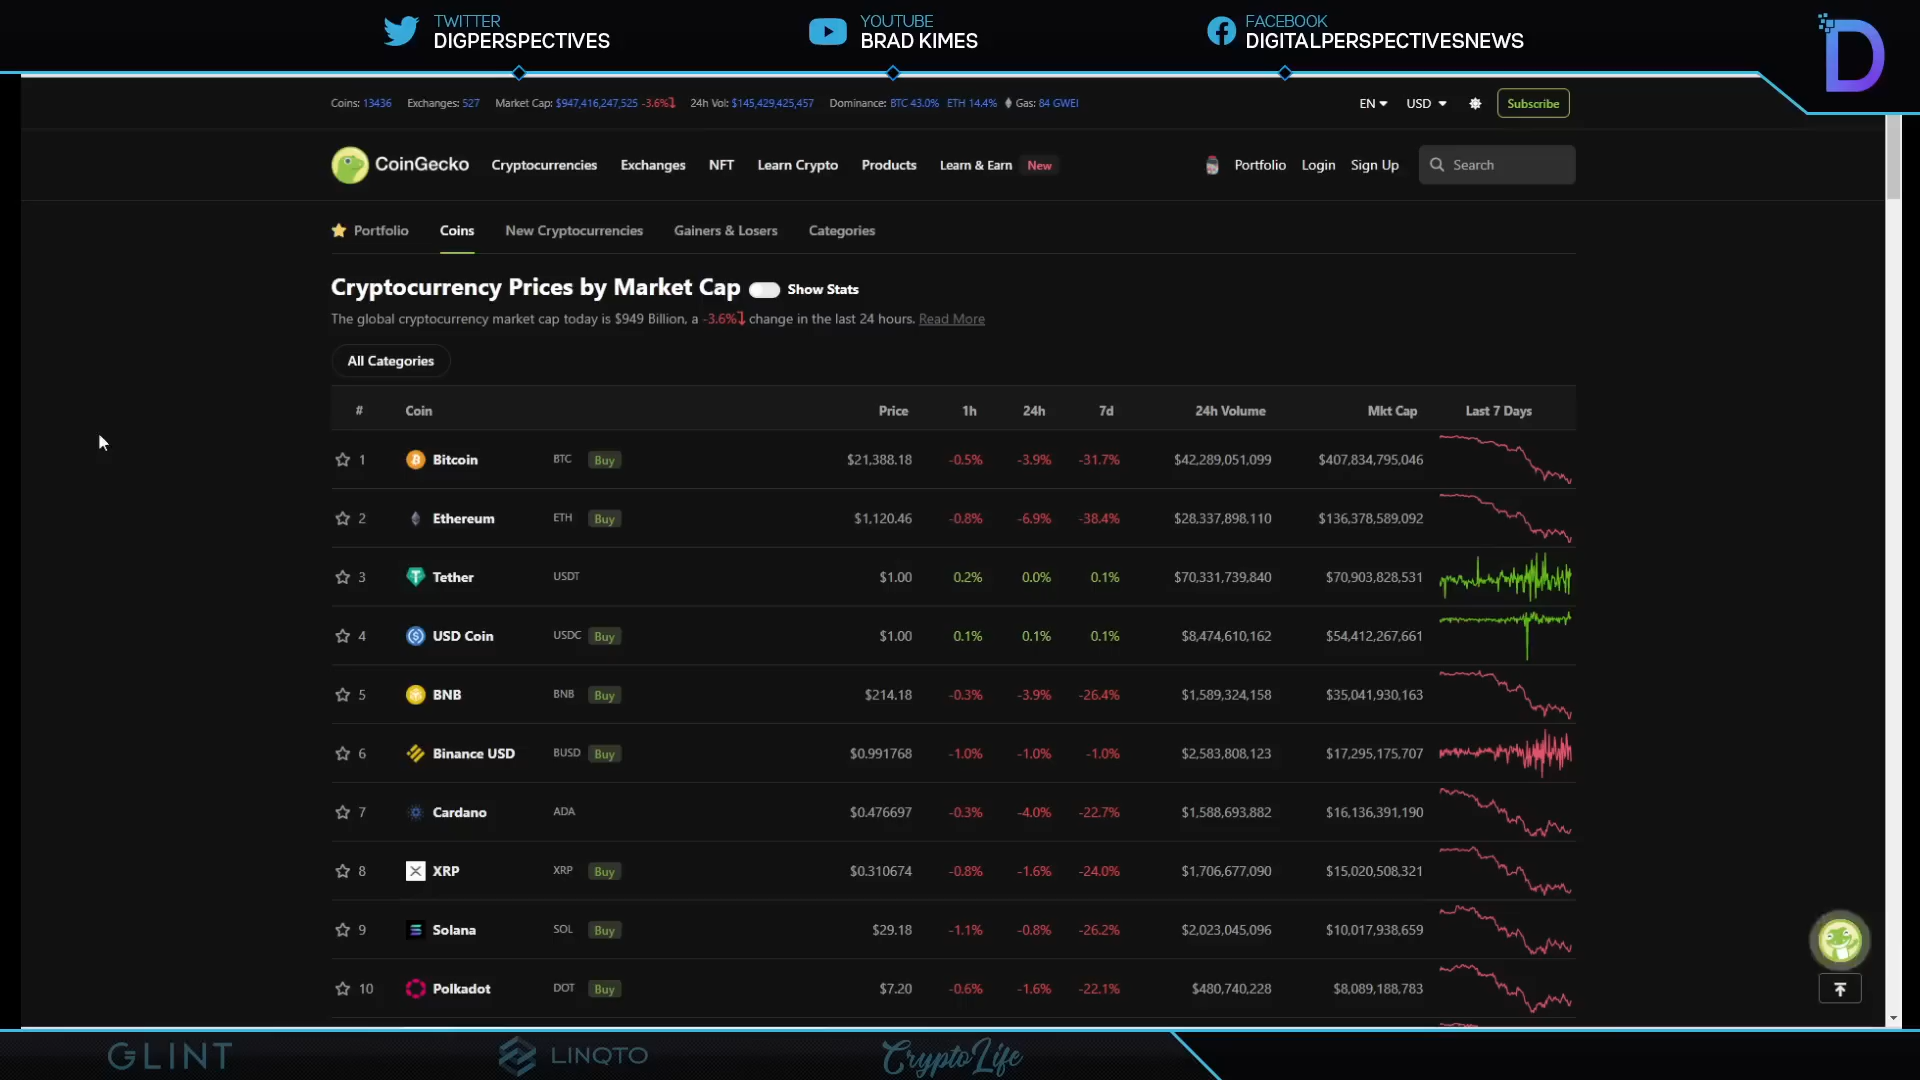 TWITTER
DIGPERSPECTIVES
YOUTUBE
BRAD KIMES
FACEBOOK
DIGITALPERSPECTIVESNEWS
D
Coins: 13436 Exchanges: 527 Market Cap: $947,416,247,525 -3.6% 24h Vol: $145,429,425,457 Dominance: BTC 43.0% ETH 14.4% Gas: 84 GWEI EN USD Subscribe
CoinGecko Cryptocurrencies Exchanges NFT Learn Crypto Products Learn & Earn New Portfolio Login Sign Up Search
Portfolio Coins New Cryptocurrencies Gainers & Losers Categories
Cryptocurrency Prices by Market Cap Show Stats
The global cryptocurrency market cap today is $949 Billion, a -3.6% change in the last 24 hours. Read More
All Categories
# Coin Price 1h 24h 7d 24h Volume Mkt Cap Last 7 Days
1 Bitcoin BTC Buy $21,388.18 -0.5% -3.9% -31.7% $42,289,051,099 $407,834,795,046
2 Ethereum ETH Buy $1,120.46 -0.8% -6.9% -38.4% $28,337,898,110 $136,378,589,092
3 Tether USDT $1.00 0.2% 0.0% 0.1% $70,331,739,840 $70,903,828,531
4 USD Coin USDC Buy $1.00 0.1% 0.1% 0.1% $8,474,610,162 $54,412,267,661
5 BNB BNB Buy $214.18 -0.3% -3.9% -26.4% $1,589,324,158 $35,041,930,163
6 Binance USD BUSD Buy $0.991768 -1.0% -1.0% -1.0% $2,583,808,123 $17,295,175,707
7 Cardano ADA $0.476697 -0.3% -4.0% -22.7% $1,588,693,882 $16,136,391,190
8 XRP XRP Buy $0.310674 -0.8% -1.6% -24.0% $1,706,677,090 $15,020,508,321
9 Solana SOL Buy $29.18 -1.1% -0.8% -26.2% $2,023,045,096 $10,017,938,659
10 Polkadot DOT Buy $7.20 -0.6% -1.6% -22.1% $480,740,228 $8,089,188,783
GLINT LINQTO CryptoLife